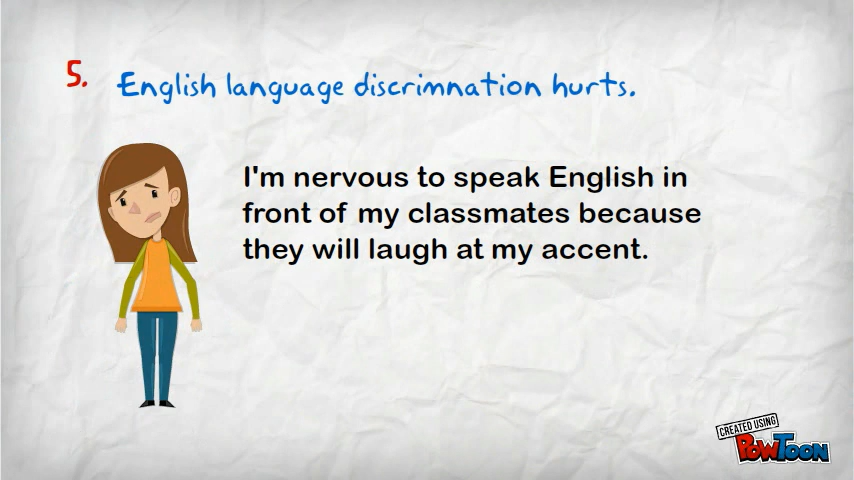 5. English language discrimnation hurts.
I'm nervous to speak English in
front of my classmates because
they will laugh at my accent.
CREATED USING
POWTOON